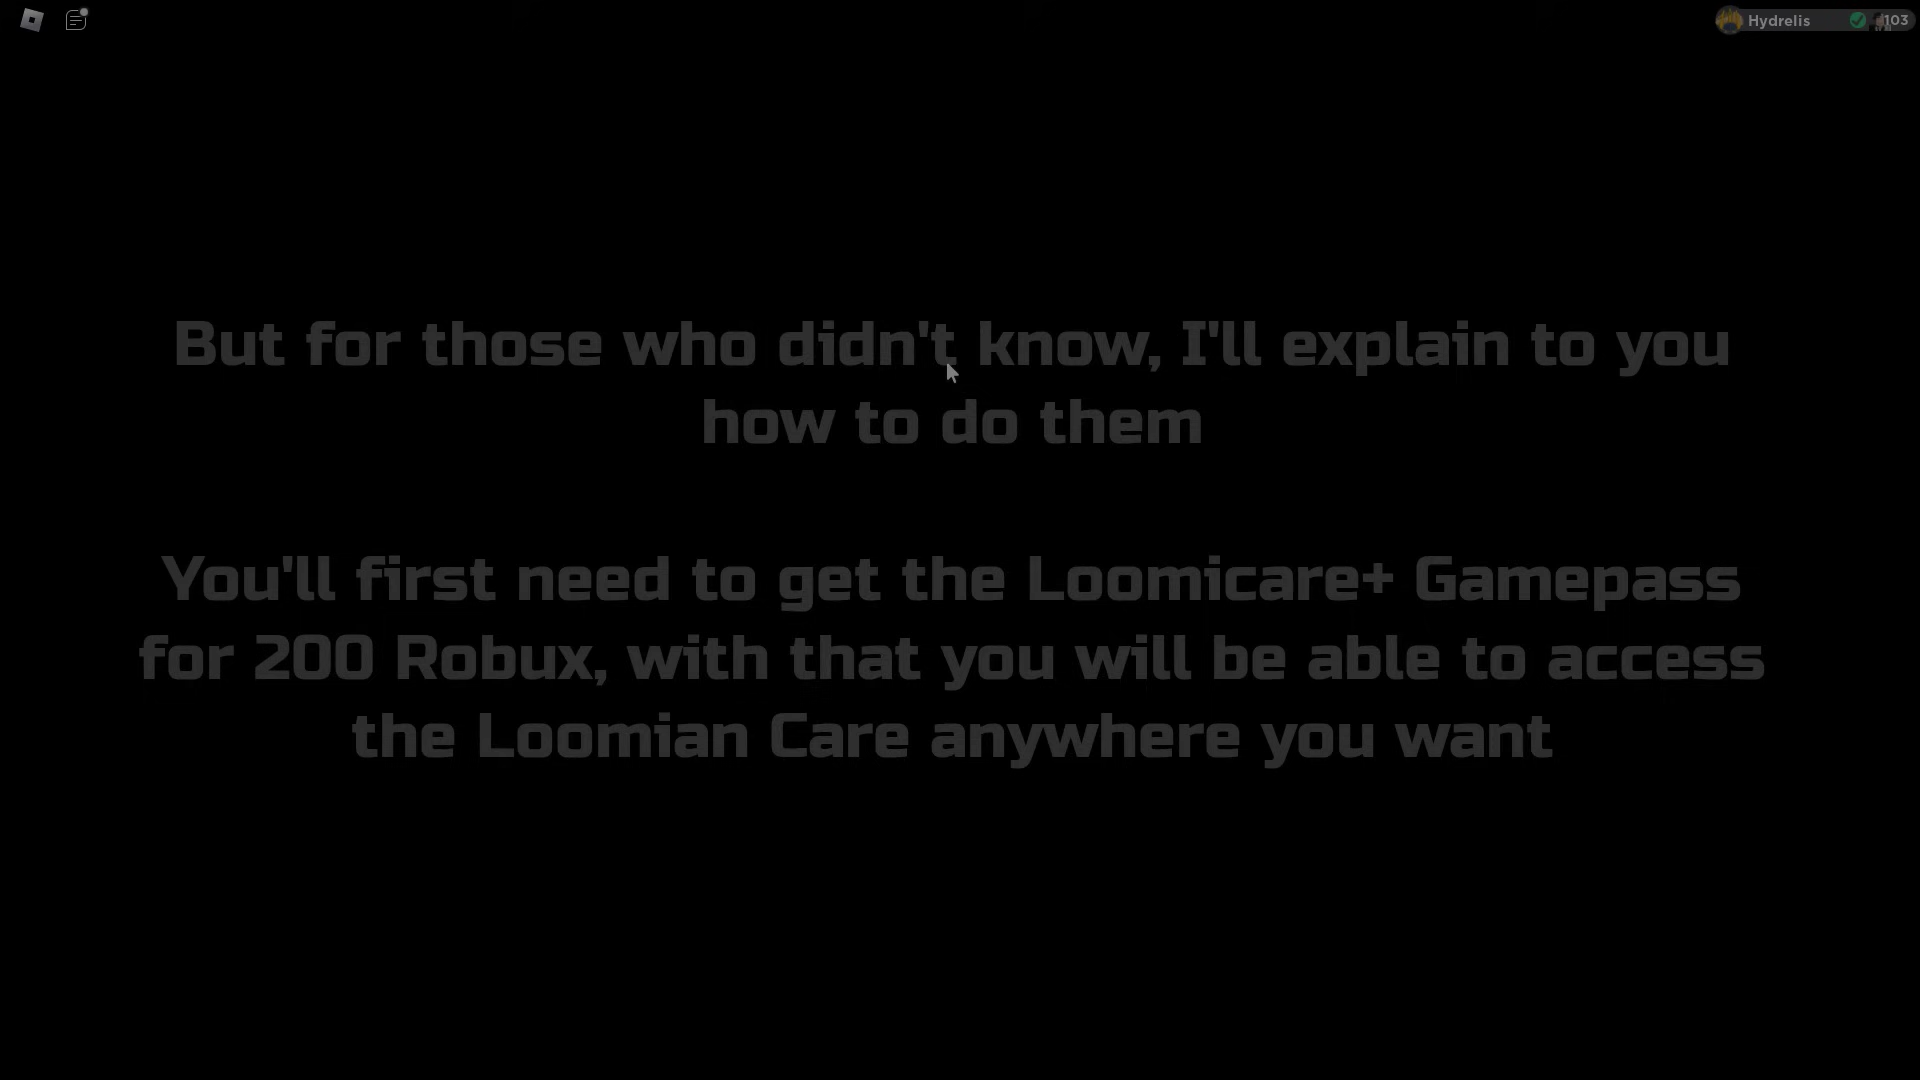 Hydrelis 103
But for those who didn't know, I'll explain to you
how to do them
You'll first need to get the Loomicare+ Gamepass
for 200 Robux, with that you will be able to access
the Loomian Care anywhere you want